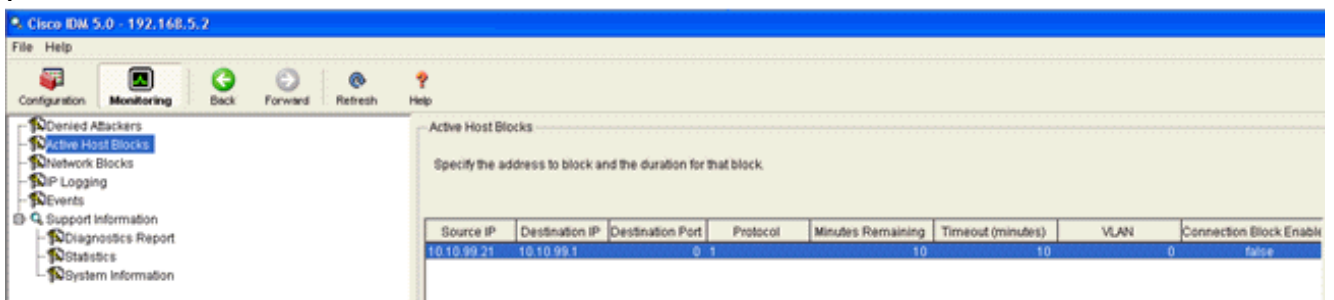 Cisco IDM 5.0 - 192.168.5.2
File Help
Configuration Monitoring Back Forward Refresh Help
Denied Attackers
Active Host Blocks
Network Blocks
IP Logging
Events
Support Information
Diagnostics Report
Statistics
System Information
Active Host Blocks
Specify the address to block and the duration for that block.
Source IP Destination IP Destination Port Protocol Minutes Remaining Timeout (minutes) VLAN Connection Block Enable
10.10.99.21 10.10.99.1 0 1 10 10 0 false